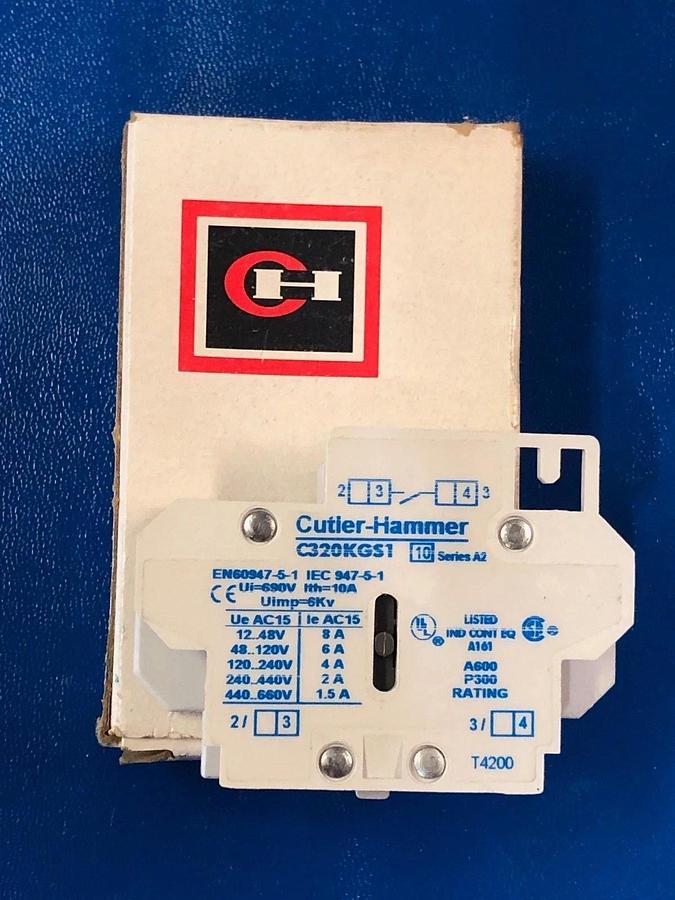 CH
2 3 4 3
Cutler-Hammer
C320KGS1 10 Series A2
EN60947-5-1 IEC 947-5-1
CE Ui=690V Ith=10A
Uimp=6Kv
Ue AC15 Ie AC15
12..48V 8 A
48..120V 6 A
120..240V 4 A
240..440V 2 A
440..660V 1.5 A
UL ® LISTED
IND CONT EQ
A161
A600
P300
RATING
2 / 3
3 / 4
T4200